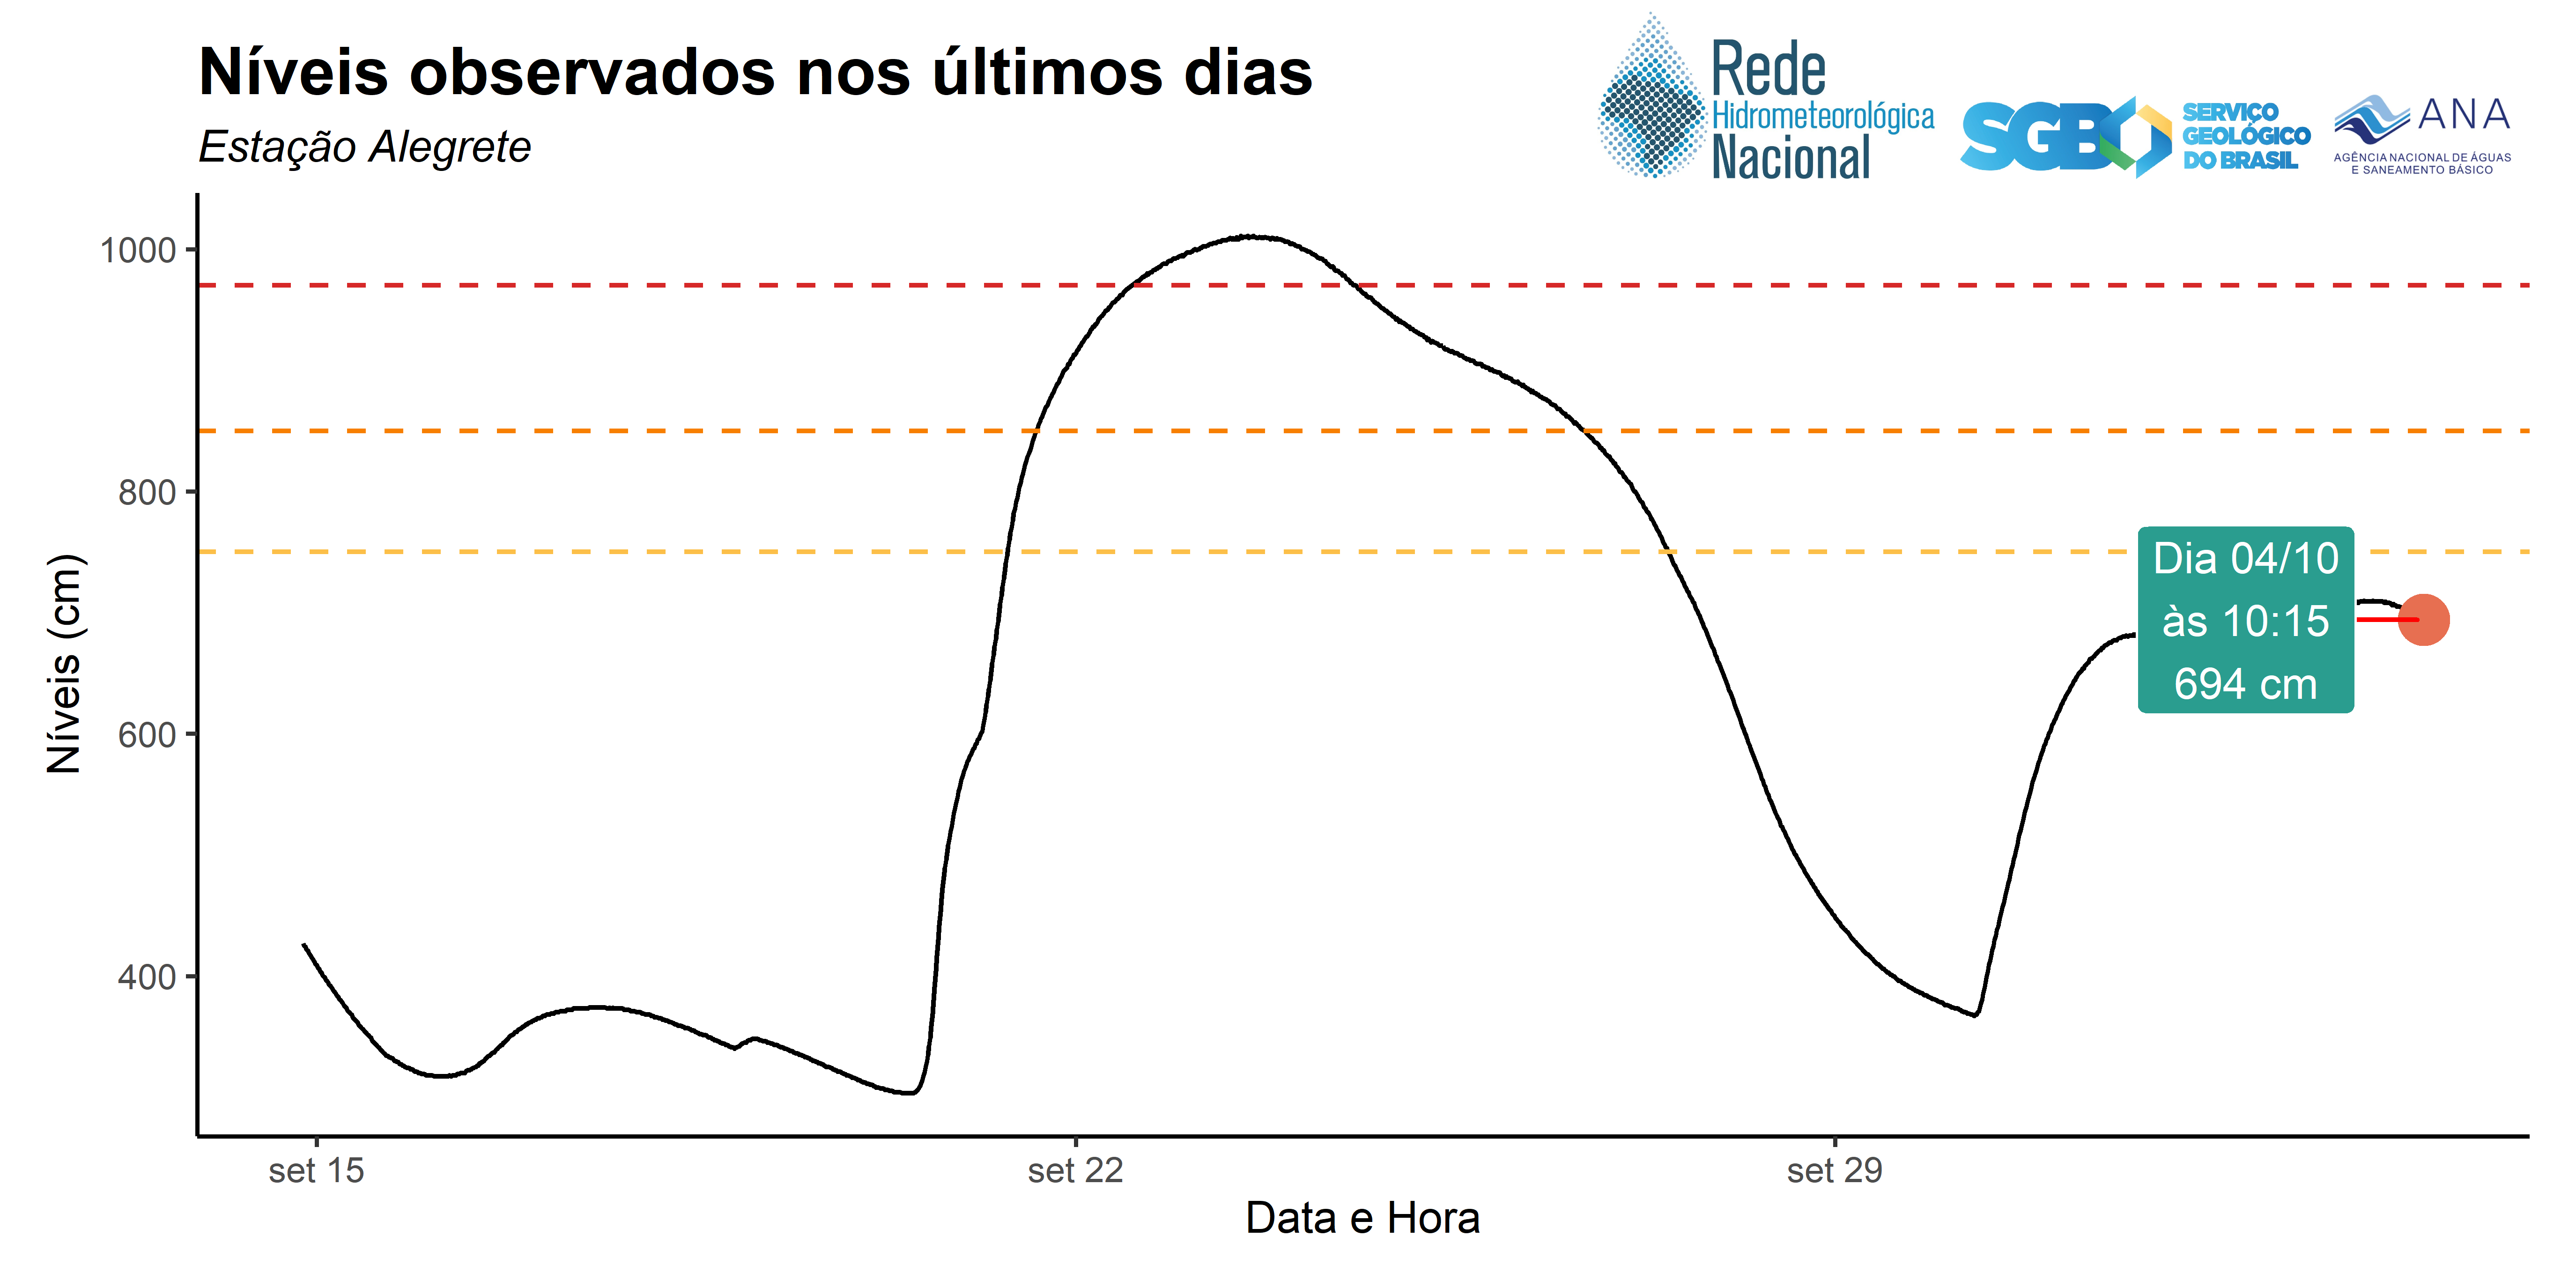 Níveis observados nos últimos dias
Estação Alegrete
Rede
Hidrometeorológica
Nacional
SGB
SERVIÇO
GEOLÓGICO
DO BRASIL
ANA
AGÊNCIA NACIONAL DE ÁGUAS
E SANEAMENTO BÁSICO
Níveis (cm)
1000
800
600
400
Dia 04/10
às 10:15
694 cm
set 15
set 22
set 29
Data e Hora